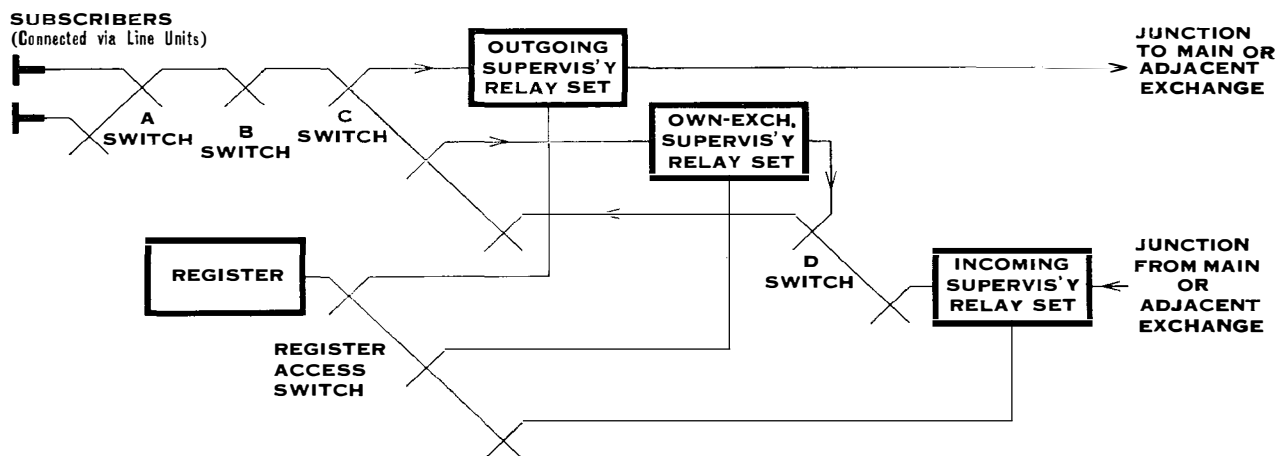 SUBSCRIBERS
(Connected via Line Units)
OUTGOING
SUPERVIS'Y
RELAY SET
JUNCTION
TO MAIN OR
ADJACENT
EXCHANGE
A
SWITCH
B
SWITCH
C
SWITCH
OWN-EXCH,
SUPERVIS'Y
RELAY SET
REGISTER
D
SWITCH
INCOMING
SUPERVIS'Y
RELAY SET
JUNCTION
FROM MAIN
OR
ADJACENT
EXCHANGE
REGISTER
ACCESS
SWITCH